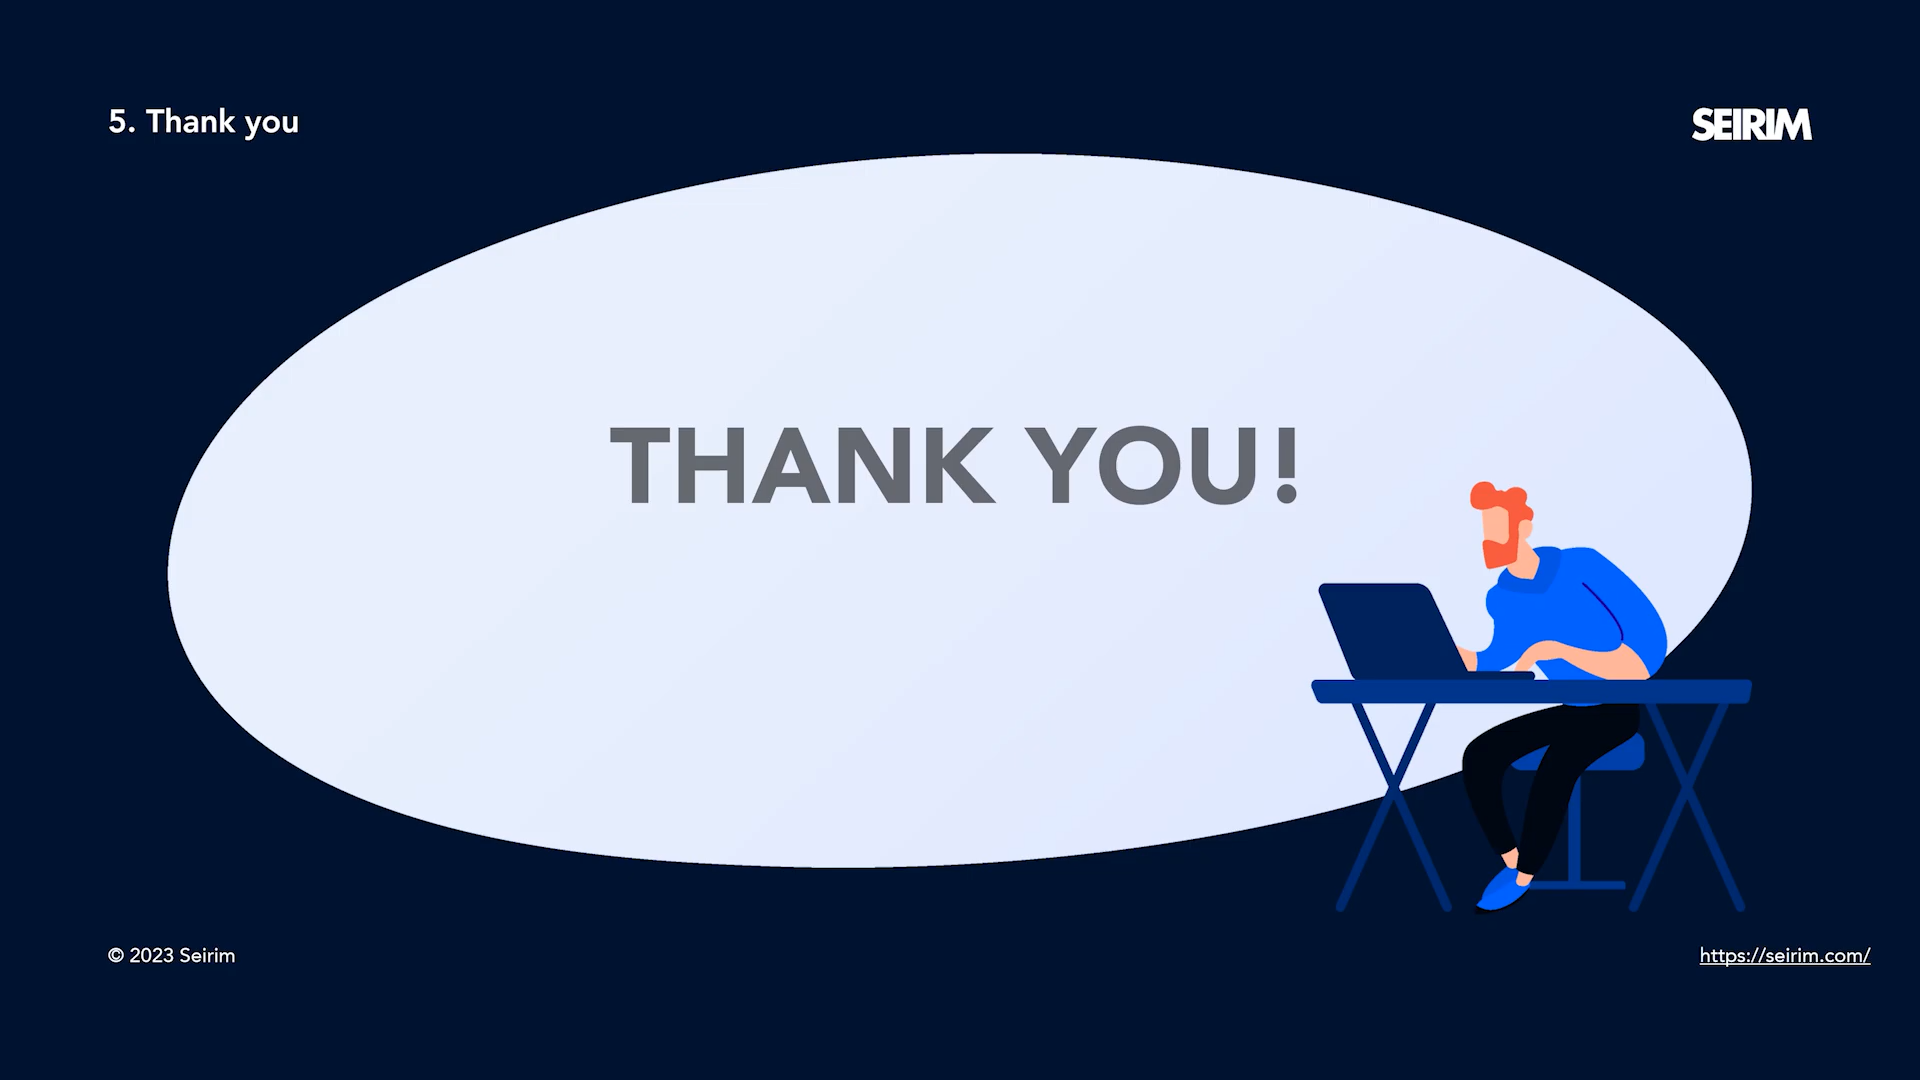 5. Thank you
SEIRIM
THANK YOU!
© 2023 Seirim
https://seirim.com/